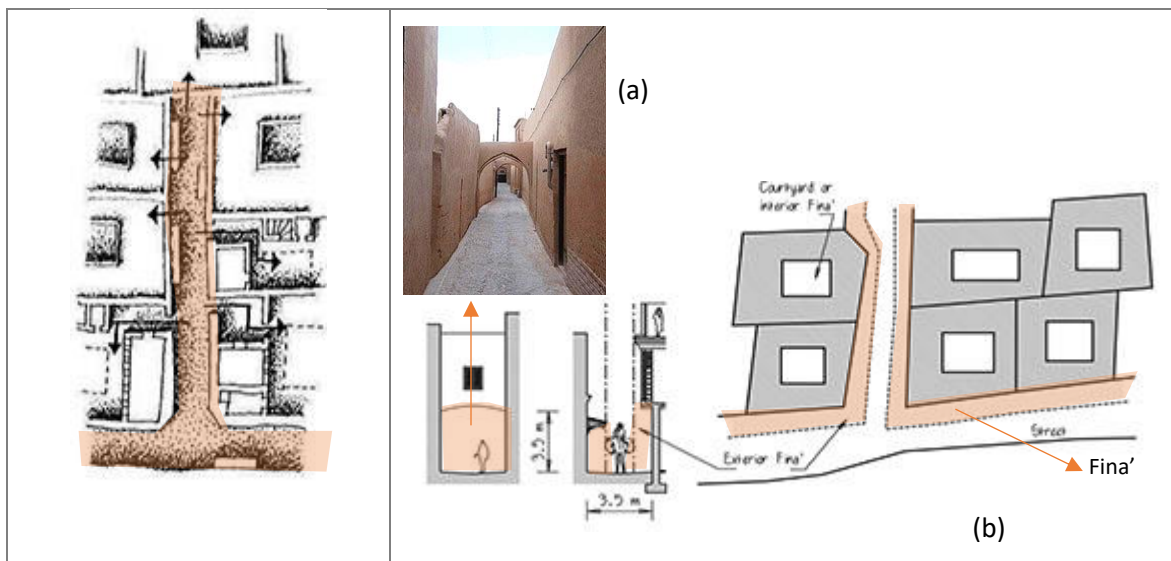 (a)
Courtyard or
interior Fina'
3.5 m
3.5 m
Exterior Fina'
Street
Fina’
(b)